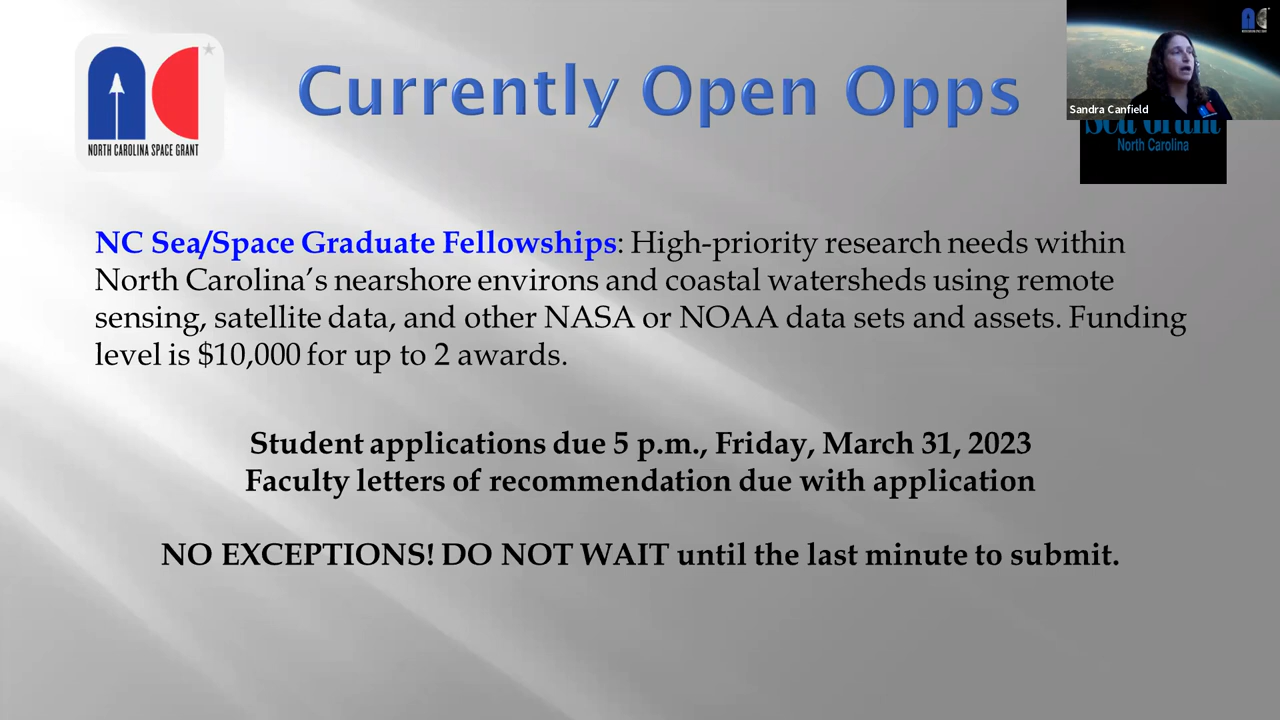 Currently Open Opps
NORTH CAROLINA SPACE GRANT
Sandra Canfield
Sea Grant
North Carolina
NC Sea/Space Graduate Fellowships: High-priority research needs within
North Carolina’s nearshore environs and coastal watersheds using remote
sensing, satellite data, and other NASA or NOAA data sets and assets. Funding
level is $10,000 for up to 2 awards.
Student applications due 5 p.m., Friday, March 31, 2023
Faculty letters of recommendation due with application
NO EXCEPTIONS! DO NOT WAIT until the last minute to submit.